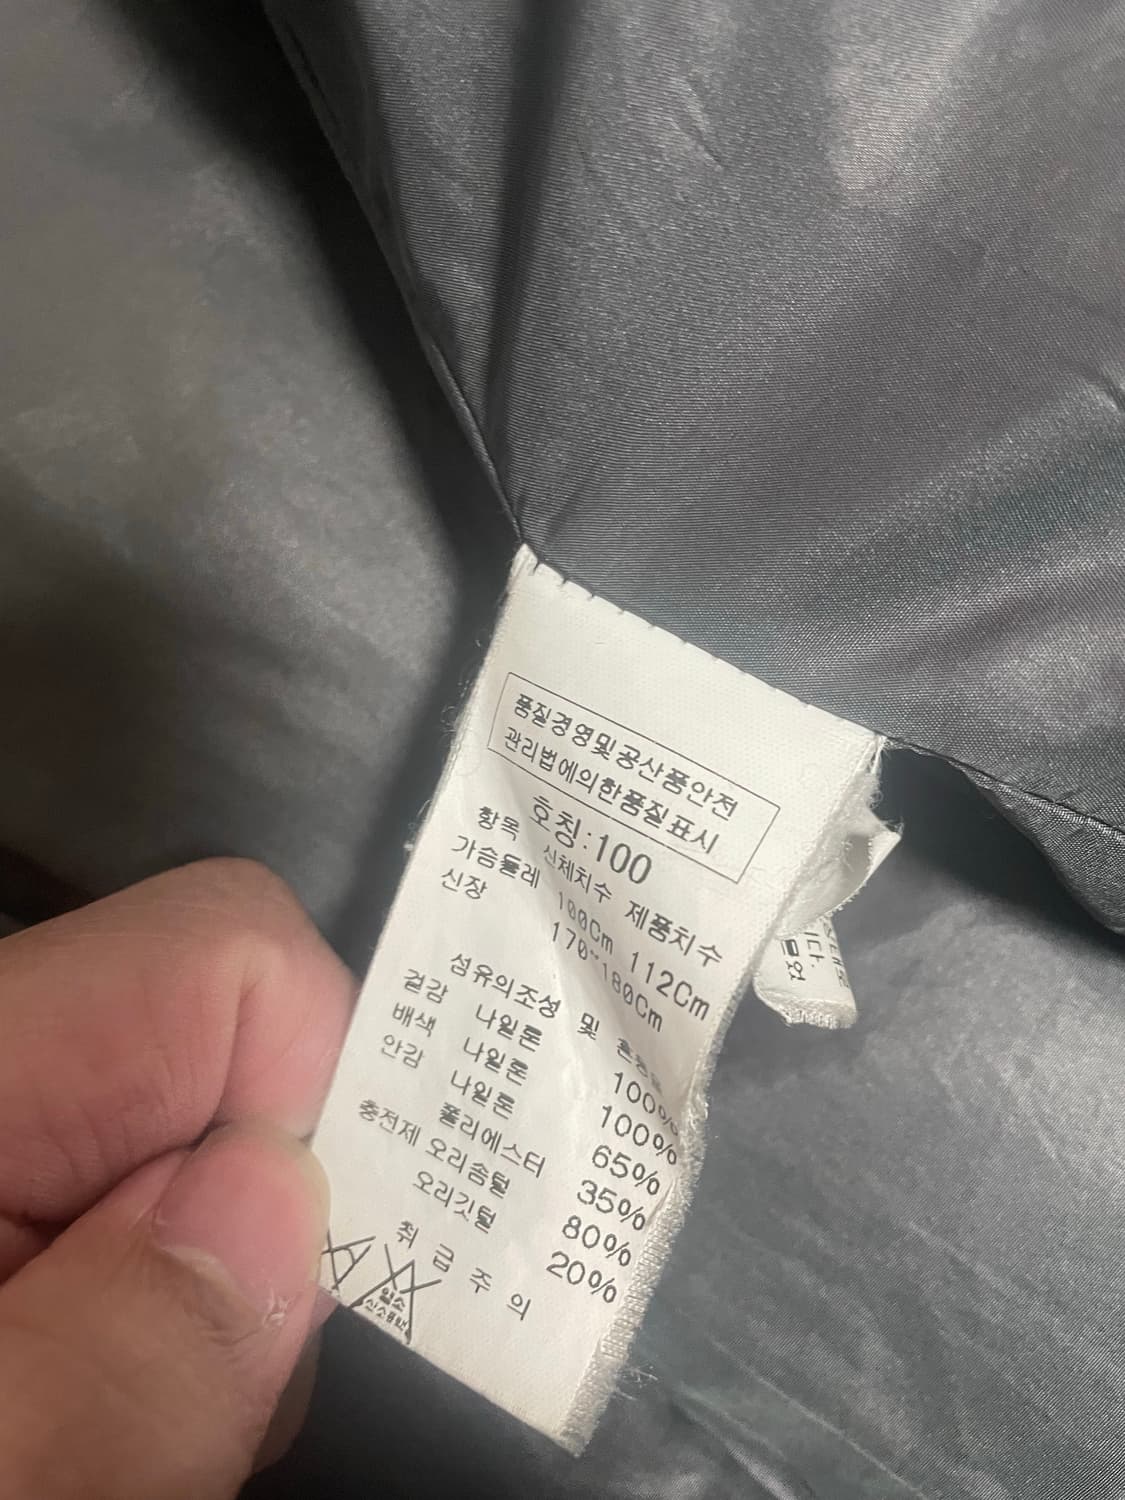 품질경영및공산품안전
관리법에의한품질표시
호칭:100
항목 신체치수 제품치수
가슴둘레 100Cm 112Cm
신장 170~180Cm
섬유의조성 및
겉감 나일론 100%
배색 나일론 100%
안감 나일론 65%
폴리에스터 35%
충전제 오리솜털 80%
오리깃털 20%
취급주의
염소
니다.